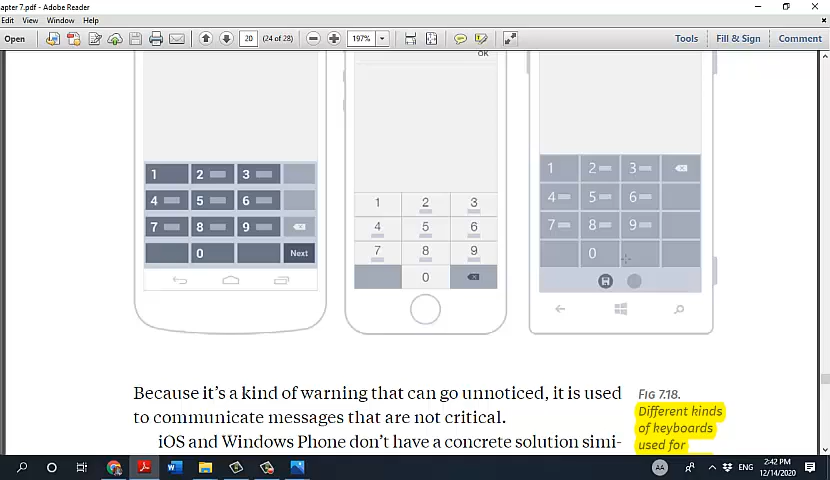 apter 7.pdf - Adobe Reader
Edit View Window Help
Open 20 (24 of 28) 197% Tools Fill & Sign Comment
OK
1 2 3
4 5 6
7 8 9
0 Next
1 2 3
4 5 6
7 8 9
0
1 2 3
4 5 6
7 8 9
0
Because it's a kind of warning that can go unnoticed, it is used
to communicate messages that are not critical.
iOS and Windows Phone don't have a concrete solution simi-
FIG 7.18.
Different kinds
of keyboards
used for
AA ENG 2:42 PM
12/14/2020